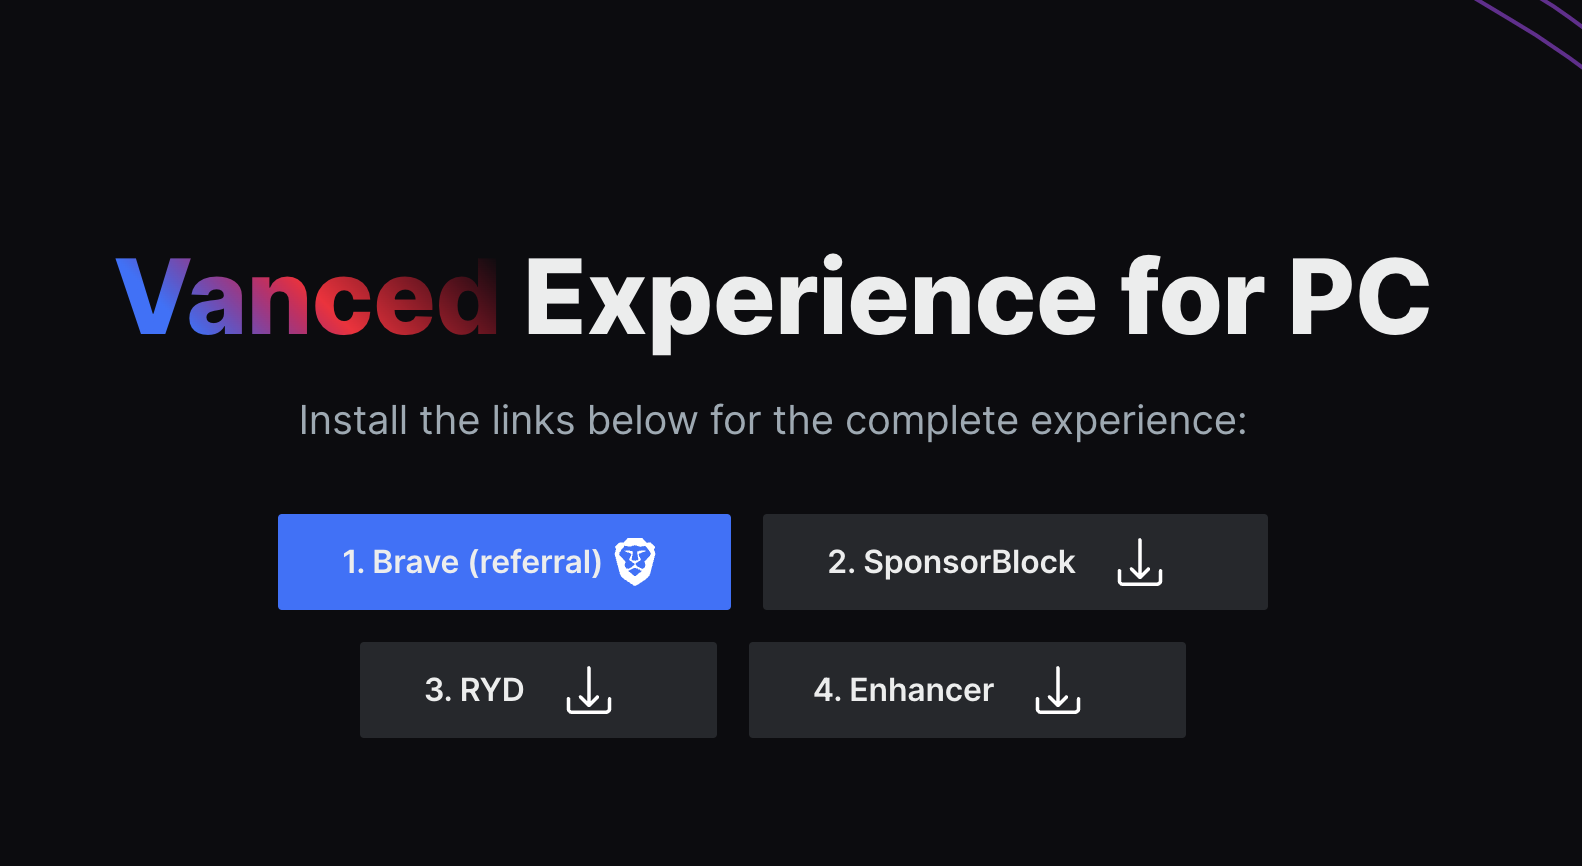 Vanced Experience for PC
Install the links below for the complete experience:
1. Brave (referral)
2. SponsorBlock
3. RYD
4. Enhancer